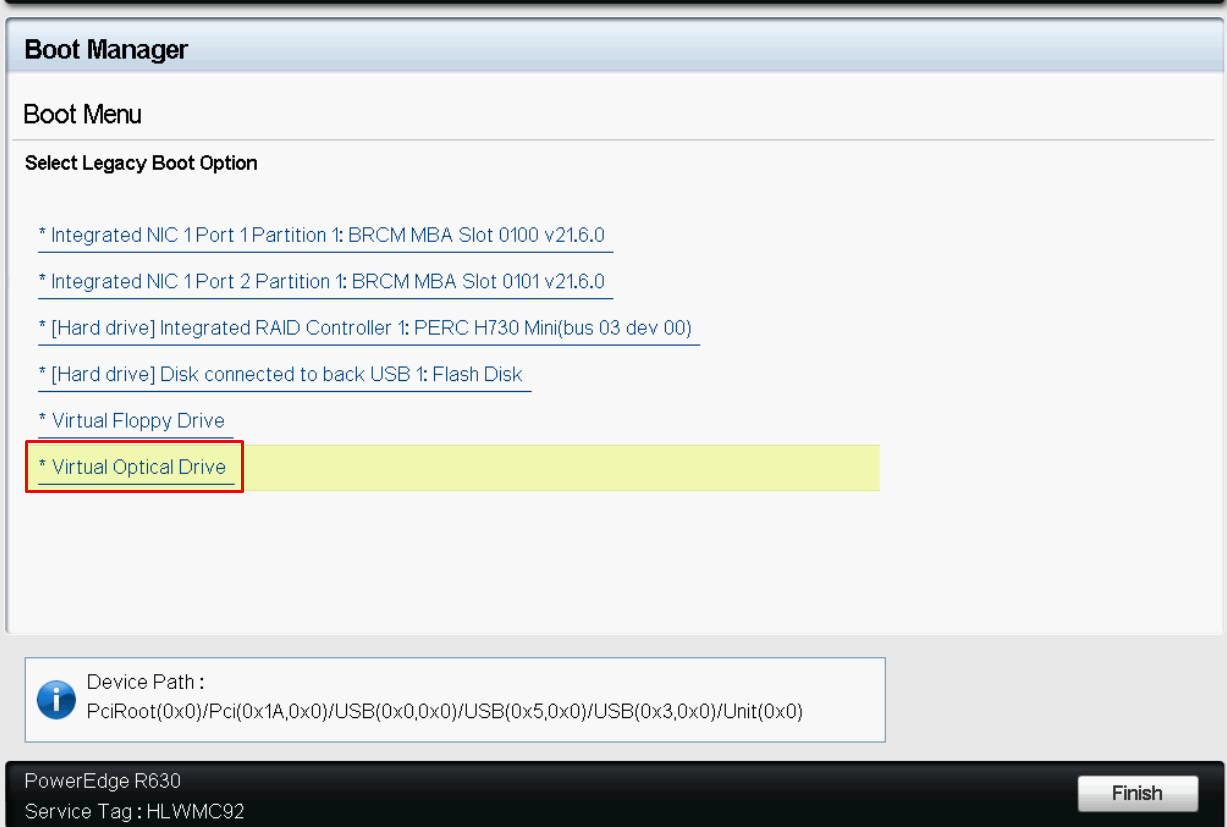 Boot Manager
Boot Menu
Select Legacy Boot Option
* Integrated NIC 1 Port 1 Partition 1: BRCM MBA Slot 0100 v21.6.0
* Integrated NIC 1 Port 2 Partition 1: BRCM MBA Slot 0101 v21.6.0
* [Hard drive] Integrated RAID Controller 1: PERC H730 Mini(bus 03 dev 00)
* [Hard drive] Disk connected to back USB 1: Flash Disk
* Virtual Floppy Drive
* Virtual Optical Drive
Device Path :
PciRoot(0x0)/Pci(0x1A,0x0)/USB(0x0,0x0)/USB(0x5,0x0)/USB(0x3,0x0)/Unit(0x0)
PowerEdge R630
Service Tag : HLWMC92
Finish